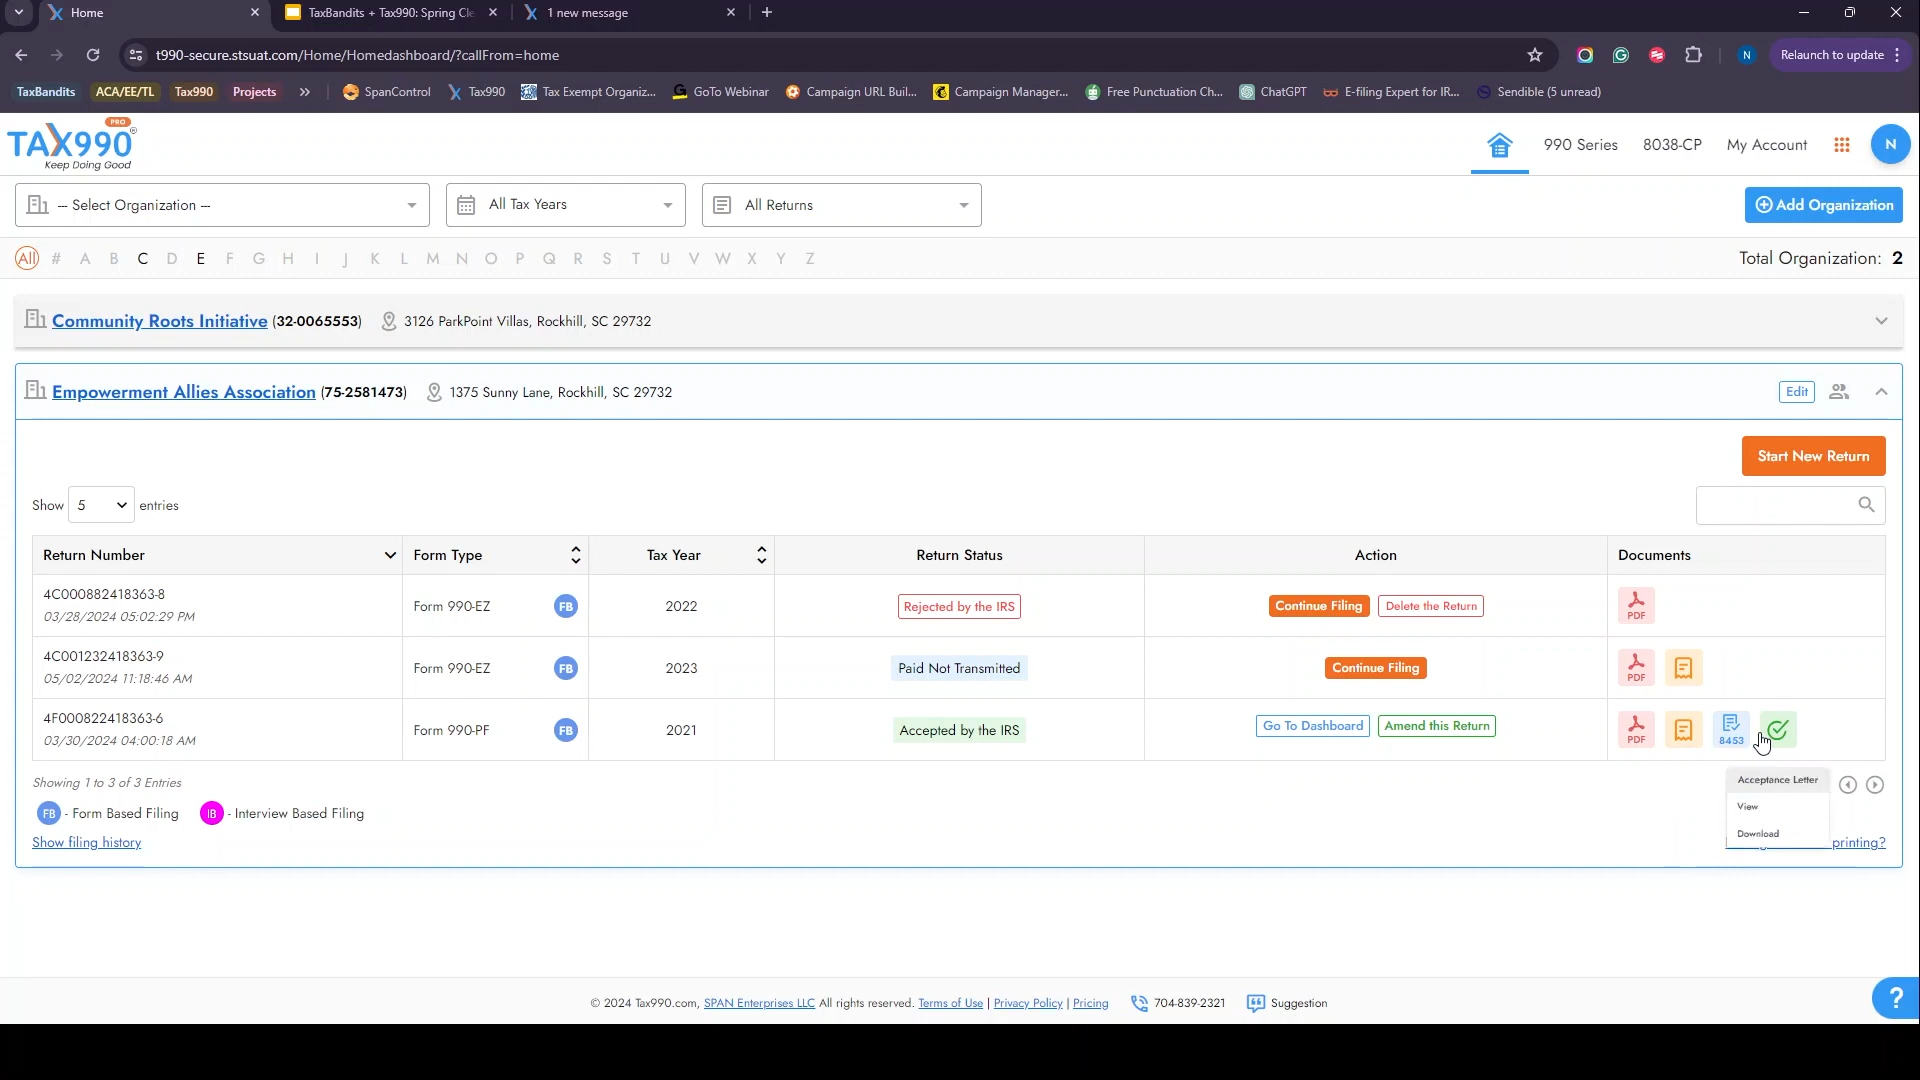 Home
TaxBandits + Tax990: Spring Cle
1 new message
t990-secure.stsuat.com/Home/Homedashboard/?callFrom=home
N
Relaunch to update
TaxBandits
ACA/EE/TL
Tax990
Projects
SpanControl
Tax990
Tax Exempt Organiz...
GoTo Webinar
Campaign URL Buil...
Campaign Manager...
Free Punctuation Ch...
ChatGPT
E-filing Expert for IR...
Sendible (5 unread)
PRO
TAX990®
Keep Doing Good
990 Series
8038-CP
My Account
N
-- Select Organization --
All Tax Years
All Returns
Add Organization
All # A B C D E F G H I J K L M N O P Q R S T U V W X Y Z
Total Organization: 2
Community Roots Initiative (32-0065553) 3126 ParkPoint Villas, Rockhill, SC 29732
Empowerment Allies Association (75-2581473) 1375 Sunny Lane, Rockhill, SC 29732
Edit
Start New Return
Show 5 entries
Return Number Form Type Tax Year Return Status Action Documents
4C000882418363-8
03/28/2024 05:02:29 PM
Form 990-EZ FB 2022 Rejected by the IRS Continue Filing Delete the Return PDF
4C001232418363-9
05/02/2024 11:18:46 AM
Form 990-EZ FB 2023 Paid Not Transmitted Continue Filing PDF
4F000822418363-6
03/30/2024 04:00:18 AM
Form 990-PF FB 2021 Accepted by the IRS Go To Dashboard Amend this Return PDF 8453
Showing 1 to 3 of 3 Entries
Acceptance Letter
View
Download
FB - Form Based Filing IB - Interview Based Filing
Show filing history
printing?
© 2024 Tax990.com, SPAN Enterprises LLC All rights reserved. Terms of Use | Privacy Policy | Pricing 704-839-2321 Suggestion
?